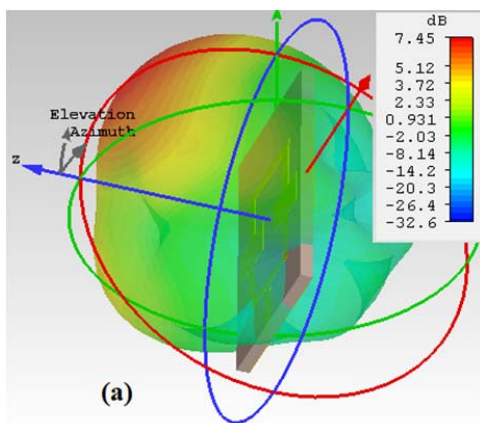 dB
7.45
5.12
3.72
2.33
0.931
-2.03
-8.14
-14.2
-20.3
-26.4
-32.6
Elevation
Azimuth
z
(a)